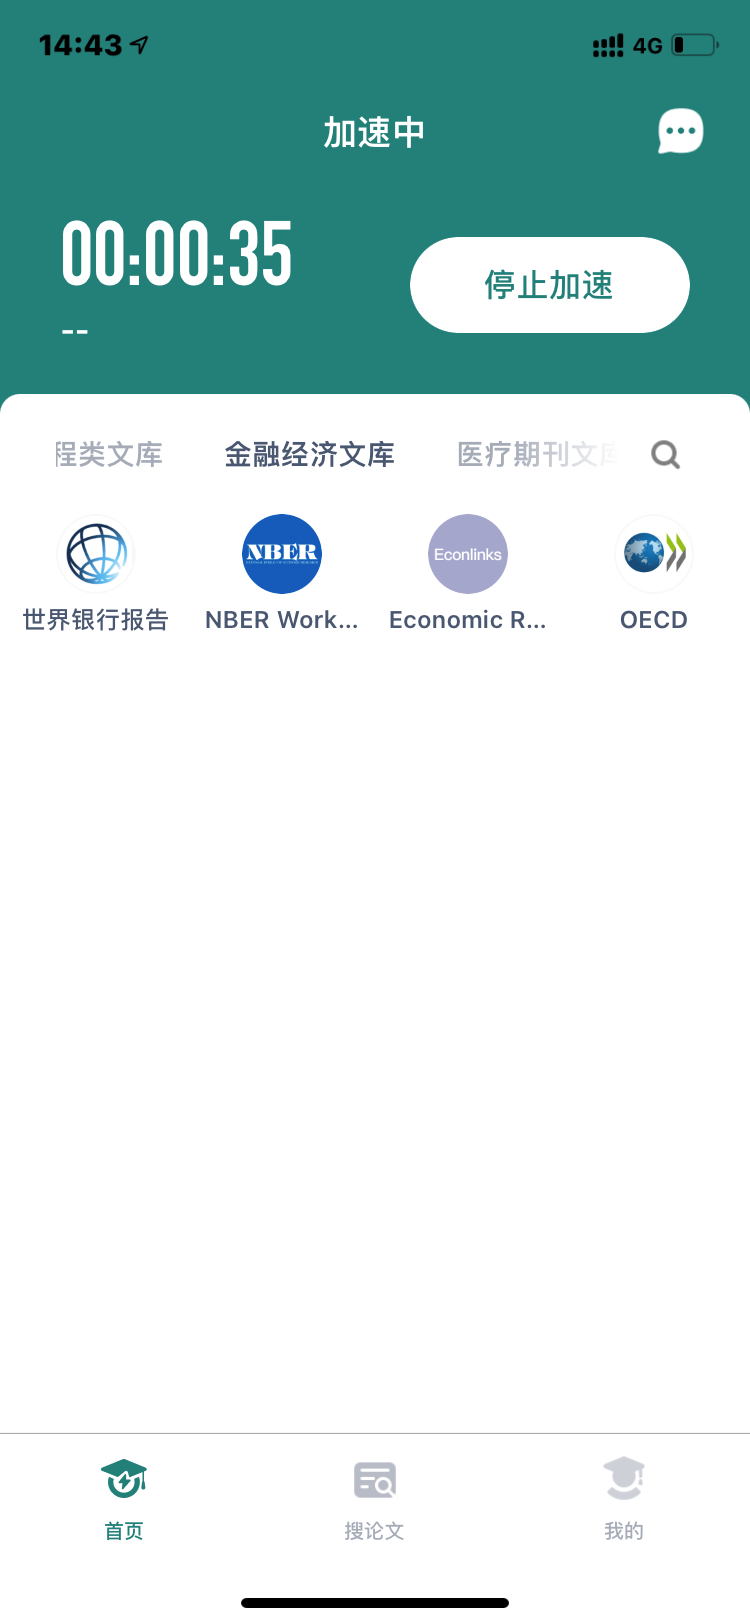 14:43
4G
加速中
00:00:35
停止加速
--
程类文库
金融经济文库
医疗期刊文库
NBER
Econlinks
世界银行报告
NBER Work...
Economic R...
OECD
首页
搜论文
我的